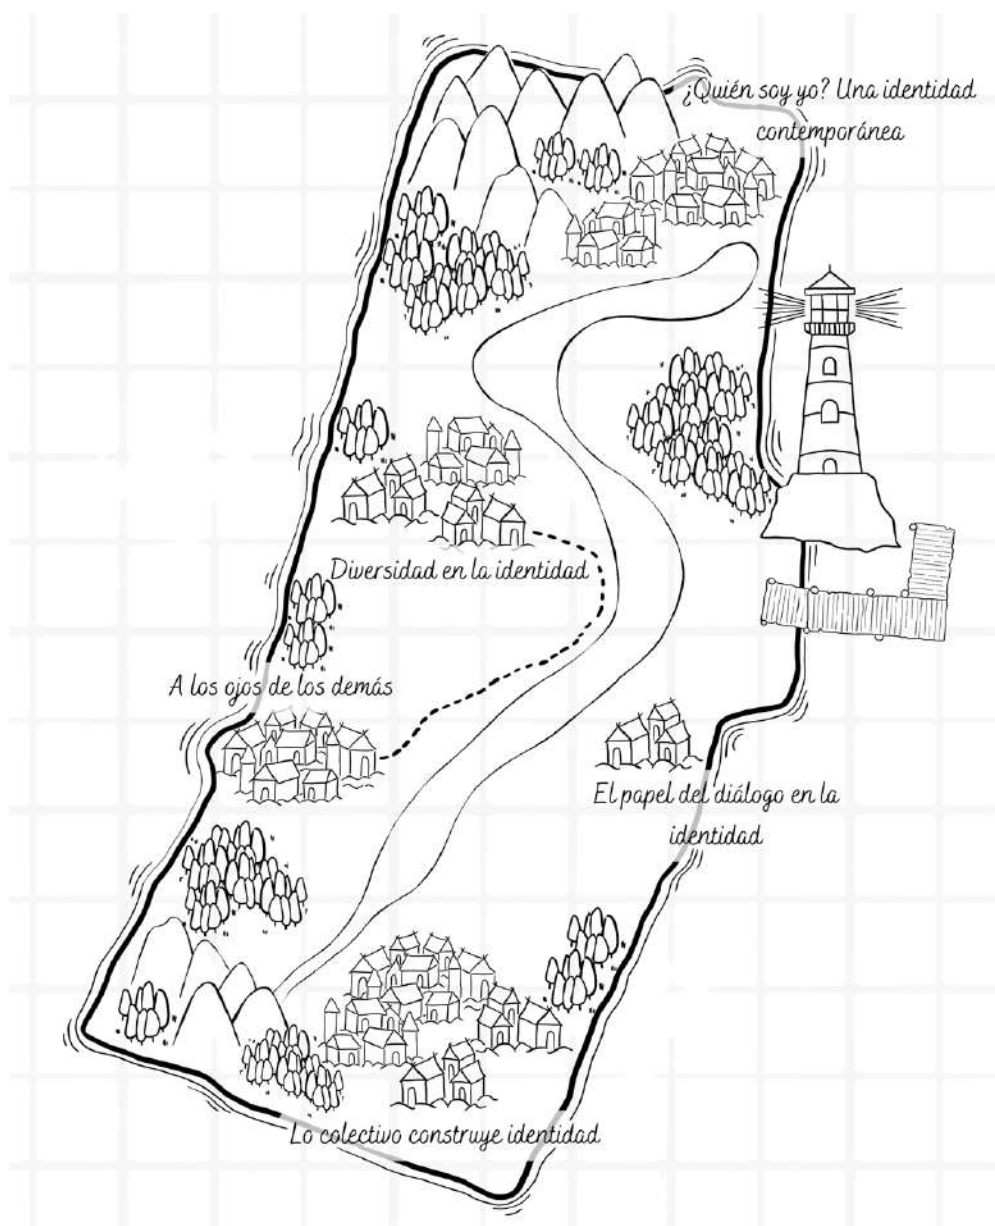 ¿Quién soy yo? Una identidad
contemporánea
Diversidad en la identidad
A los ojos de los demás
El papel del diálogo en la
identidad
Lo colectivo construye identidad